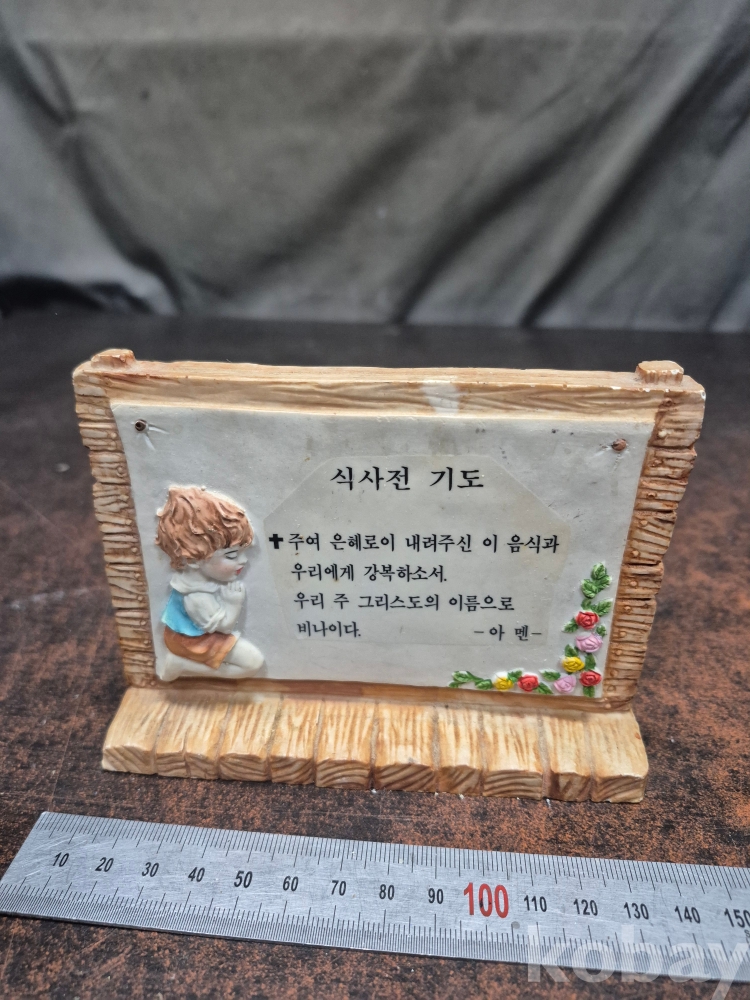 식사전 기도
✝주여 은혜로이 내려주신 이 음식과
우리에게 강복하소서.
우리 주 그리스도의 이름으로
비나이다. -아 멘-
10 20 30 40 50 60 70 80 90 100 110 120 130 140 150
kobay